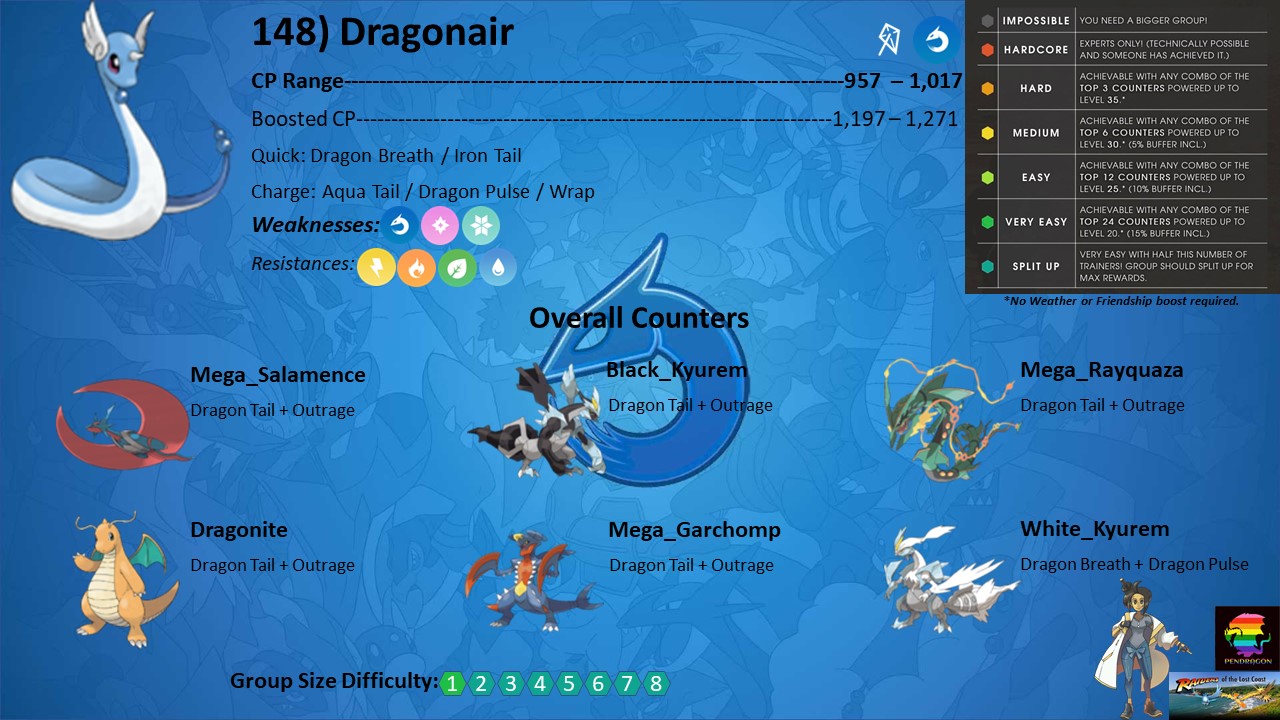 148) Dragonair
CP Range----------------------------------------------------------------------957 – 1,017
Boosted CP-------------------------------------------------------------------1,197 – 1,271
Quick: Dragon Breath / Iron Tail
Charge: Aqua Tail / Dragon Pulse / Wrap
Weaknesses:
Resistances:
IMPOSSIBLE YOU NEED A BIGGER GROUP!
HARDCORE EXPERTS ONLY! (TECHNICALLY POSSIBLE
AND SOMEONE HAS ACHIEVED IT.)
HARD ACHIEVABLE WITH ANY COMBO OF THE
TOP 3 COUNTERS POWERED UP TO
LEVEL 35.*
MEDIUM ACHIEVABLE WITH ANY COMBO OF THE
TOP 6 COUNTERS POWERED UP TO
LEVEL 30.* (5% BUFFER INCL.)
EASY ACHIEVABLE WITH ANY COMBO OF THE
TOP 12 COUNTERS POWERED UP TO
LEVEL 25.* (10% BUFFER INCL.)
VERY EASY ACHIEVABLE WITH ANY COMBO OF THE
TOP 24 COUNTERS POWERED UP TO
LEVEL 20.* (15% BUFFER INCL.)
SPLIT UP VERY EASY WITH HALF THIS NUMBER OF
TRAINERS! GROUP SHOULD SPLIT UP FOR
MAX REWARDS.
*No Weather or Friendship boost required.
Overall Counters
Mega_Salamence
Dragon Tail + Outrage
Black_Kyurem
Dragon Tail + Outrage
Mega_Rayquaza
Dragon Tail + Outrage
Dragonite
Dragon Tail + Outrage
Mega_Garchomp
Dragon Tail + Outrage
White_Kyurem
Dragon Breath + Dragon Pulse
Group Size Difficulty: 1 2 3 4 5 6 7 8
PENDRAGON
RAIDERS of the Lost Coast